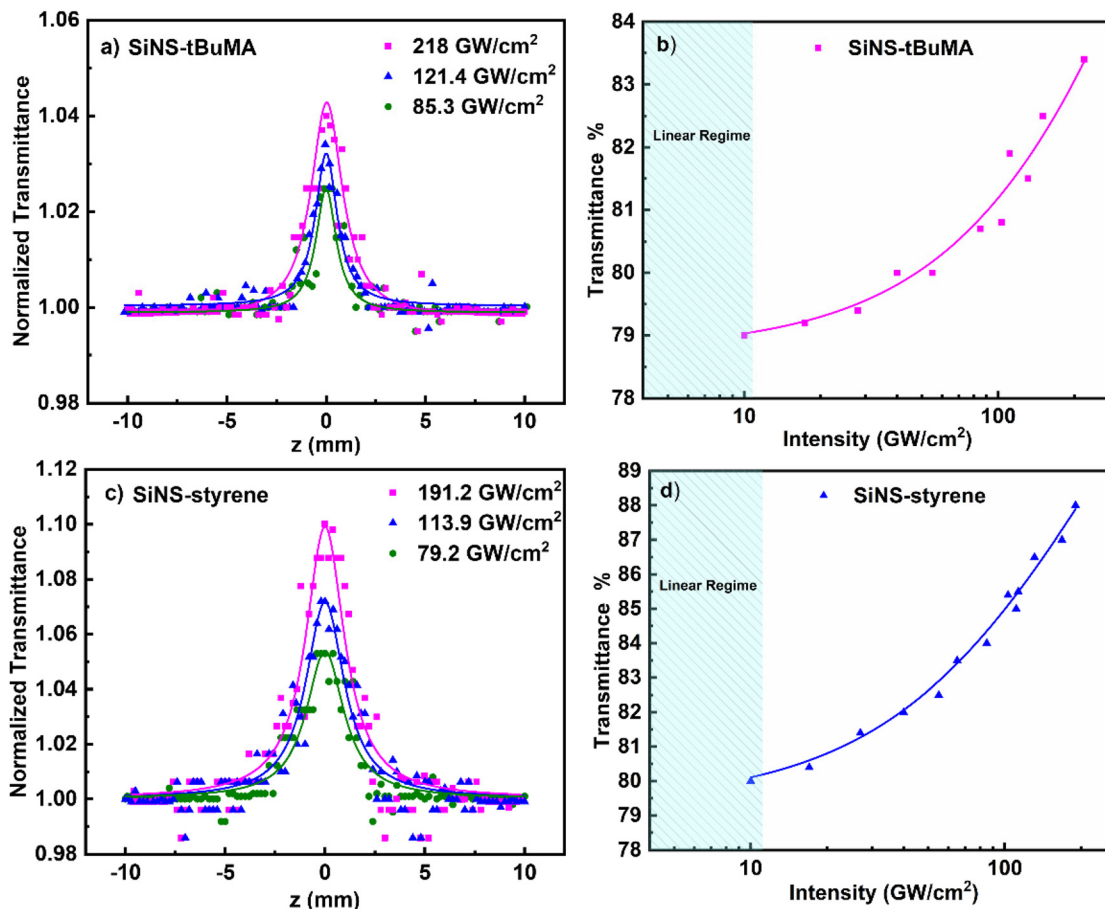 a) SiNS-tBuMA
218 GW/cm²
121.4 GW/cm²
85.3 GW/cm²
Normalized Transmittance
1.06
1.04
1.02
1.00
0.98
-10
-5
0
5
10
z (mm)
b) SiNS-tBuMA
Linear Regime
Transmittance %
84
83
82
81
80
79
78
10
100
Intensity (GW/cm²)
c) SiNS-styrene
191.2 GW/cm²
113.9 GW/cm²
79.2 GW/cm²
Normalized Transmittance
1.12
1.10
1.08
1.06
1.04
1.02
1.00
0.98
-10
-5
0
5
10
z (mm)
d) SiNS-styrene
Linear Regime
Transmittance %
89
88
87
86
85
84
83
82
81
80
79
78
10
100
Intensity (GW/cm²)